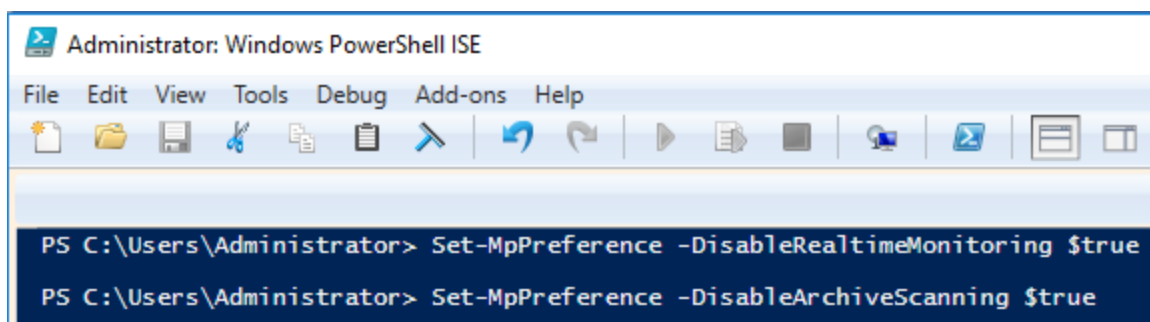 Administrator: Windows PowerShell ISE
File Edit View Tools Debug Add-ons Help
PS C:\Users\Administrator> Set-MpPreference -DisableRealtimeMonitoring $true
PS C:\Users\Administrator> Set-MpPreference -DisableArchiveScanning $true